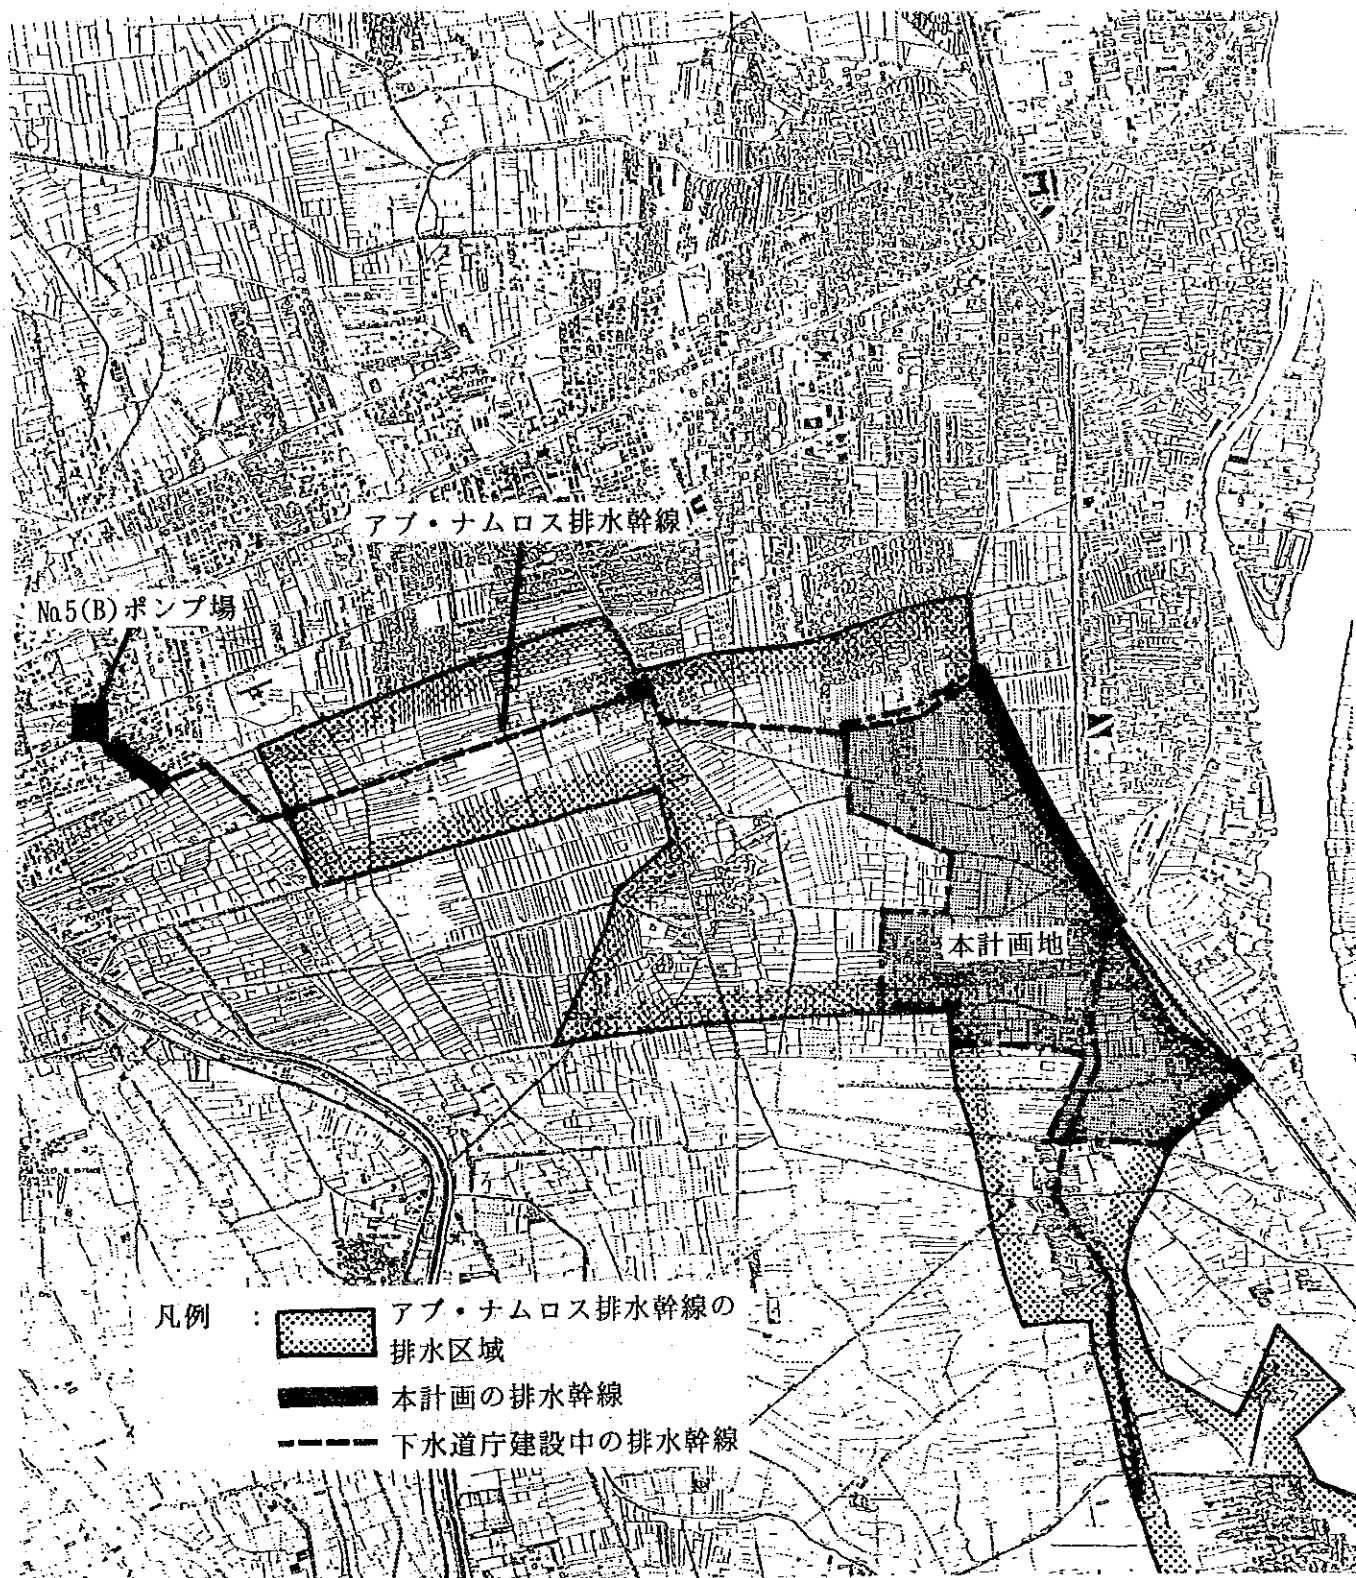 アブ・ナムロス排水幹線
No.5(B)ポンプ場
本計画地
凡例 :
アブ・ナムロス排水幹線の
排水区域
本計画の排水幹線
下水道庁建設中の排水幹線